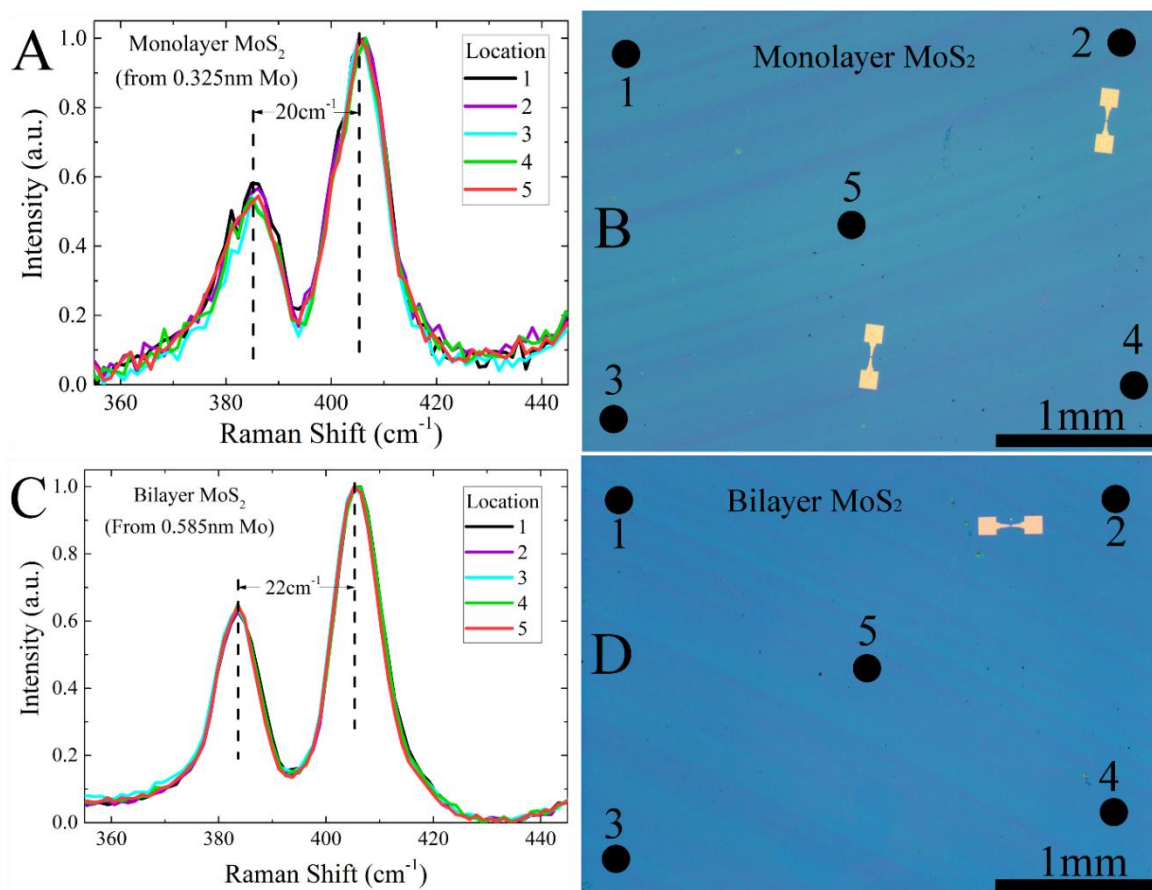 A
Monolayer MoS₂
(from 0.325nm Mo)
Location
1
2
3
4
5
20cm⁻¹
Intensity (a.u.)
1.0
0.8
0.6
0.4
0.2
0.0
360
380
400
420
440
Raman Shift (cm⁻¹)
B
Monolayer MoS₂
1
2
5
3
4
1mm
C
Bilayer MoS₂
(From 0.585nm Mo)
Location
1
2
3
4
5
22cm⁻¹
Intensity (a.u.)
1.0
0.8
0.6
0.4
0.2
0.0
360
380
400
420
440
Raman Shift (cm⁻¹)
D
Bilayer MoS₂
1
2
5
3
4
1mm